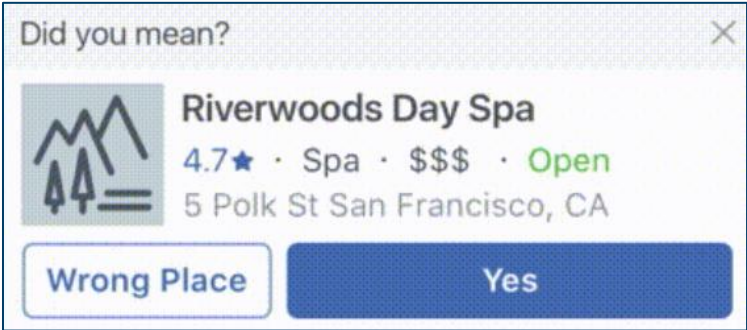 Did you mean?
Riverwoods Day Spa
4.7★ · Spa · $$$ · Open
5 Polk St San Francisco, CA
Wrong Place
Yes